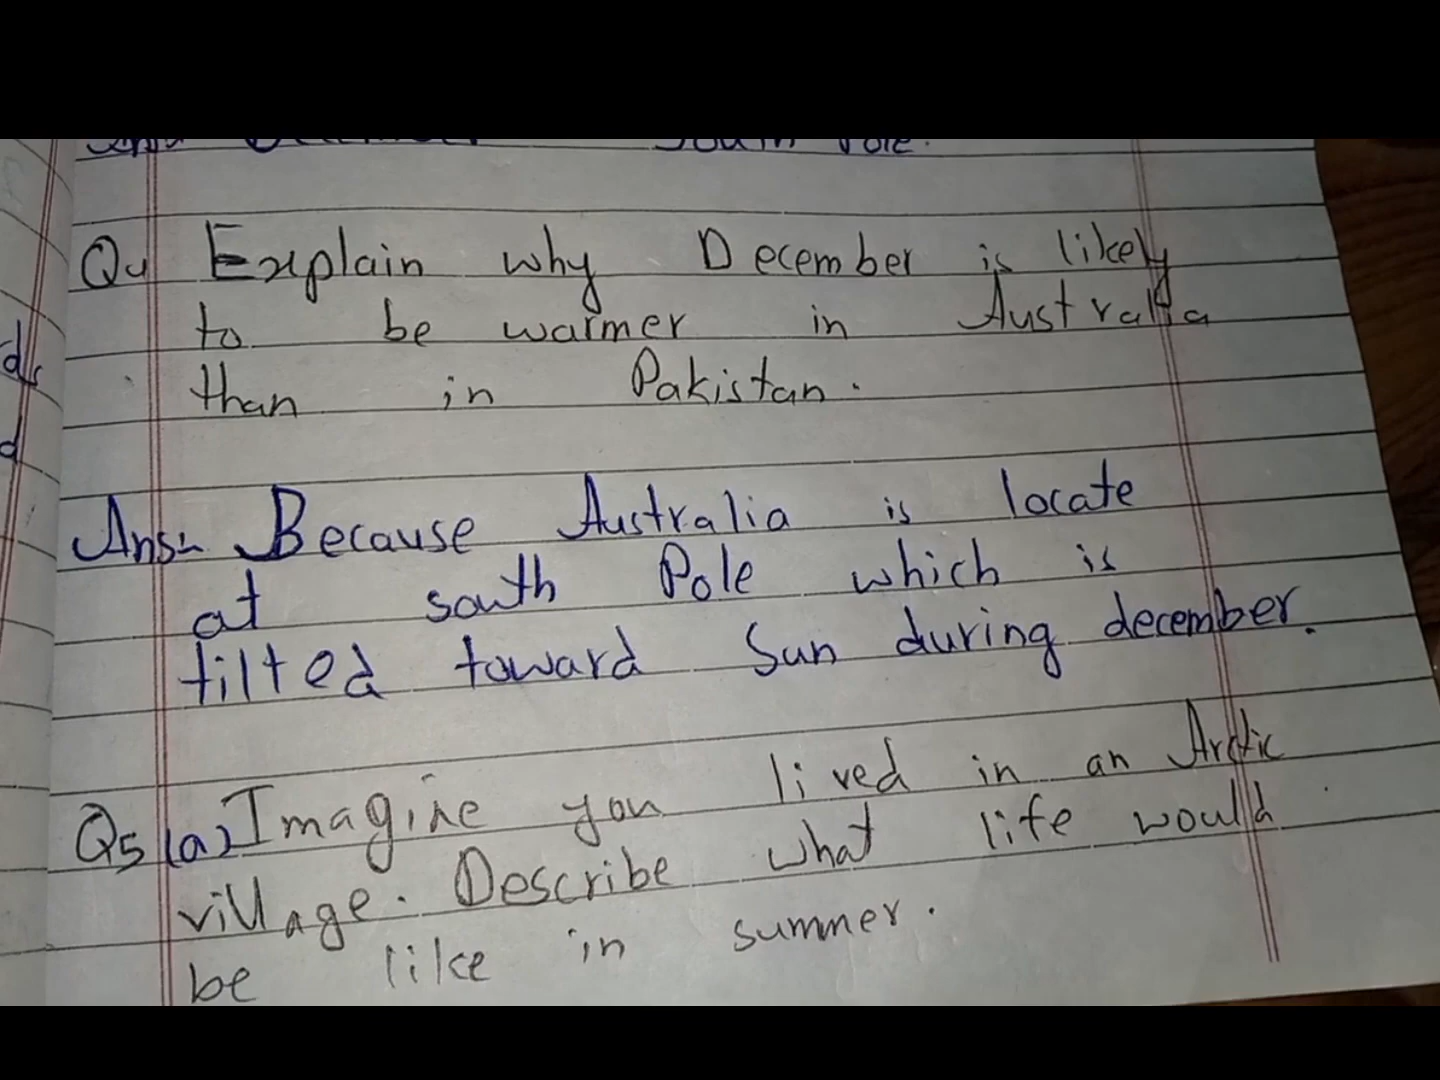 South Pole.
Q4 Explain why December is likely
to be warmer in Australia
than in Pakistan.
Ans:- Because Australia is locate
at south Pole which is
tilted toward Sun during december.
Q5 (a) Imagine you lived in an Arctic
village. Describe what life would
be like in summer.